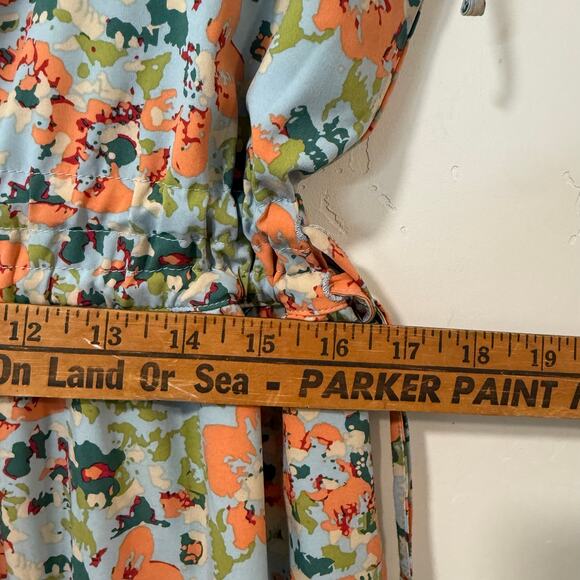 12 13 14 15 16 17 18 19
On Land Or Sea - PARKER PAINT